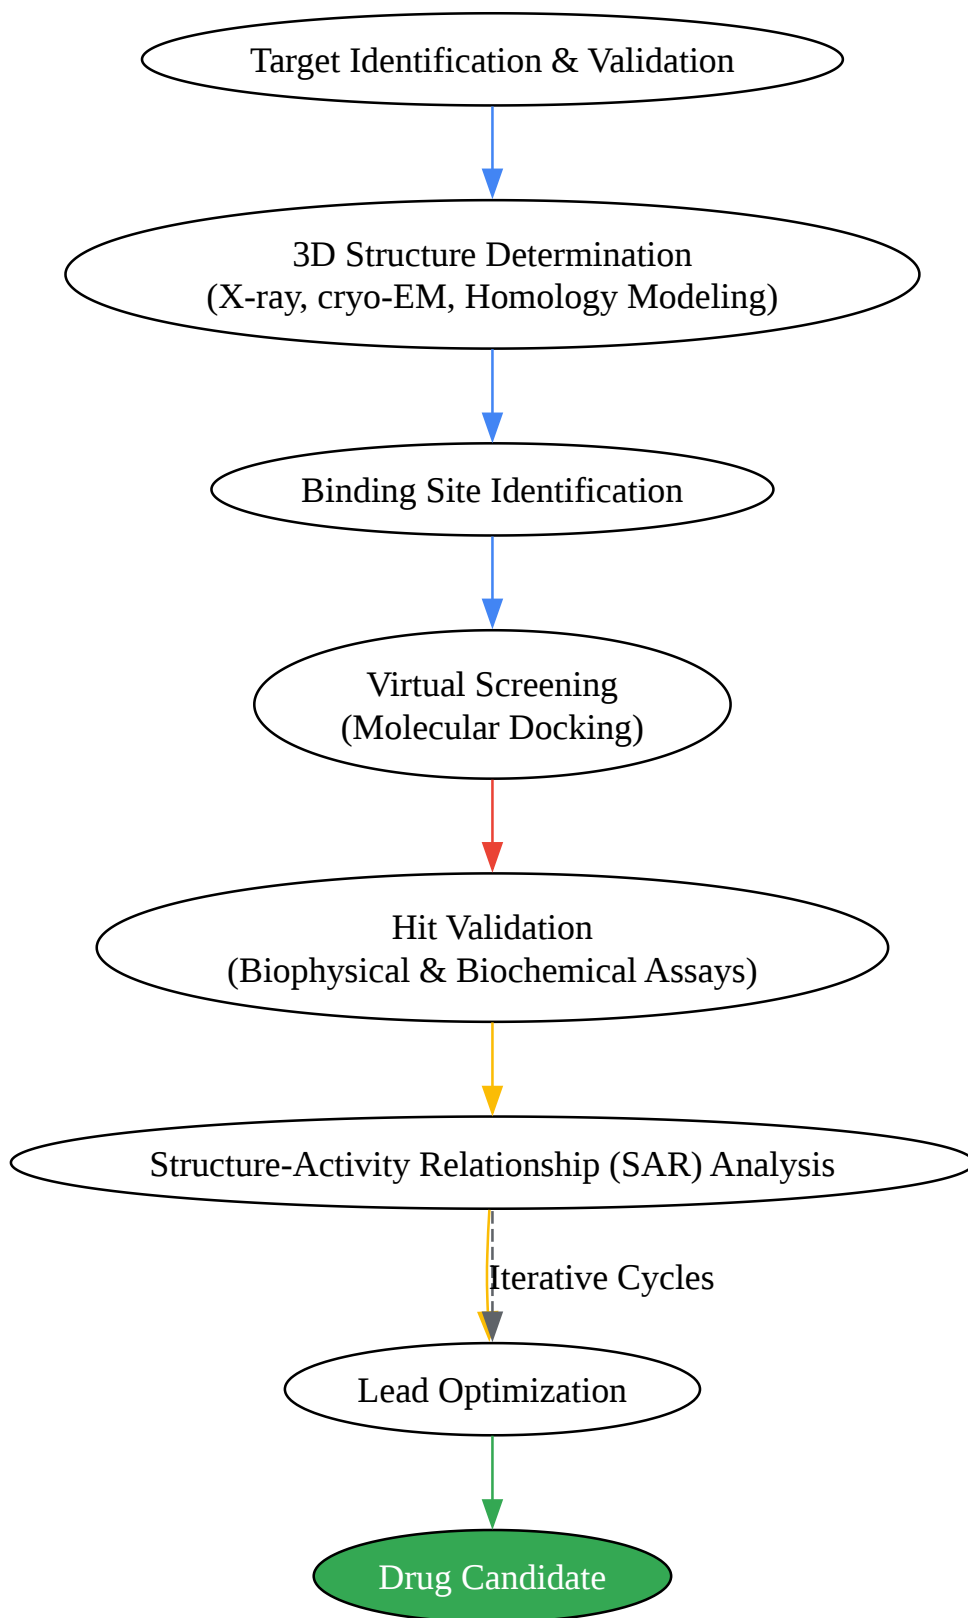 Target Identification & Validation
3D Structure Determination
(X-ray, cryo-EM, Homology Modeling)
Binding Site Identification
Virtual Screening
(Molecular Docking)
Hit Validation
(Biophysical & Biochemical Assays)
Structure-Activity Relationship (SAR) Analysis
Iterative Cycles
Lead Optimization
Drug Candidate